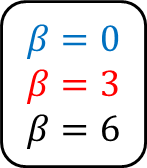 β = 0
β = 3
β = 6